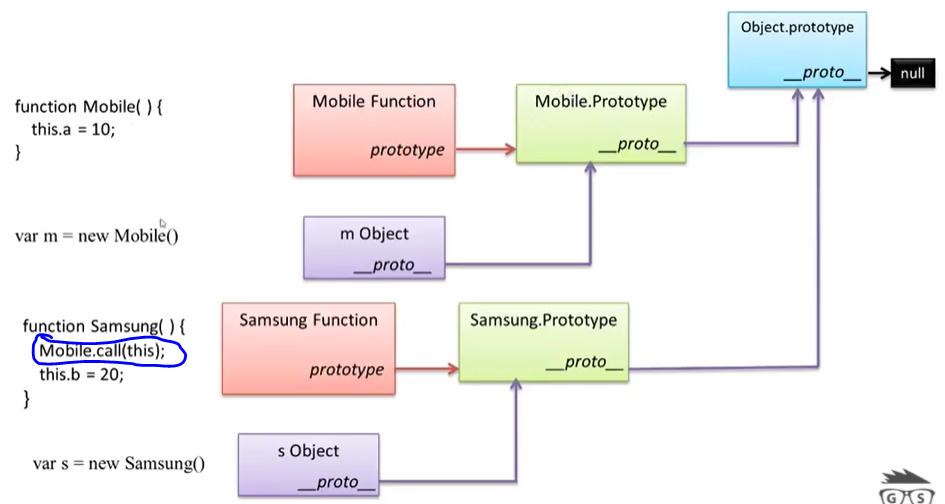 Object.prototype
__proto__
null
function Mobile( ) {
this.a = 10;
}
Mobile Function
prototype
Mobile.Prototype
__proto__
var m = new Mobile()
m Object
__proto__
function Samsung( ) {
Mobile.call(this);
this.b = 20;
}
Samsung Function
prototype
Samsung.Prototype
__proto__
var s = new Samsung()
s Object
__proto__
G S